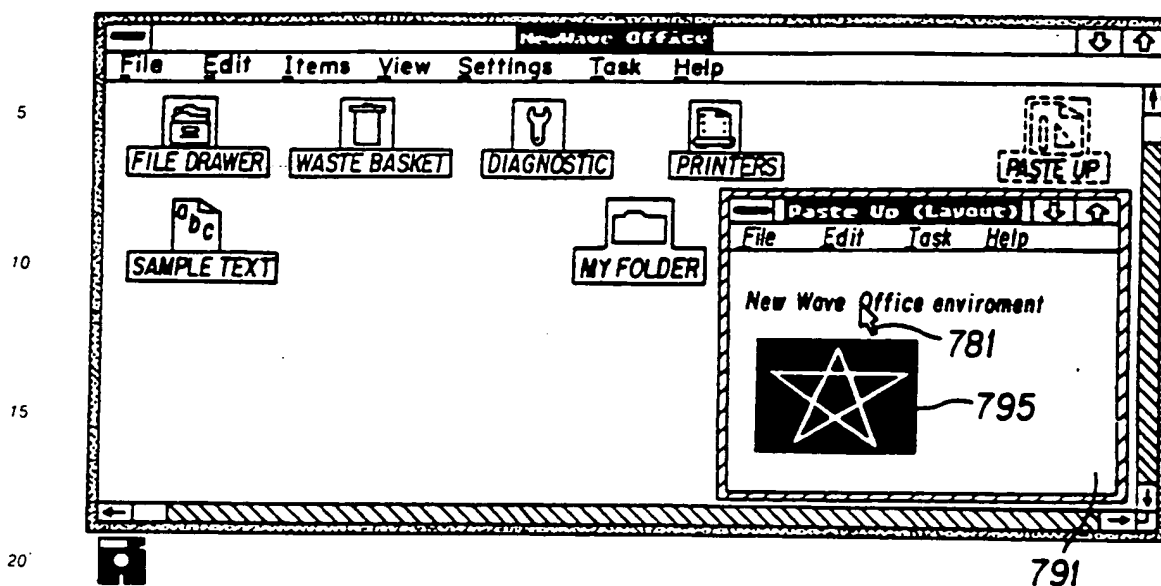 NewWave Office
File Edit Items View Settings Task Help
5
FILE DRAWER WASTE BASKET DIAGNOSTIC PRINTERS PASTE UP
Paste Up (Layout)
File Edit Task Help
abc
10
SAMPLE TEXT MY FOLDER
New Wave Office enviroment
781
795
15
20
791